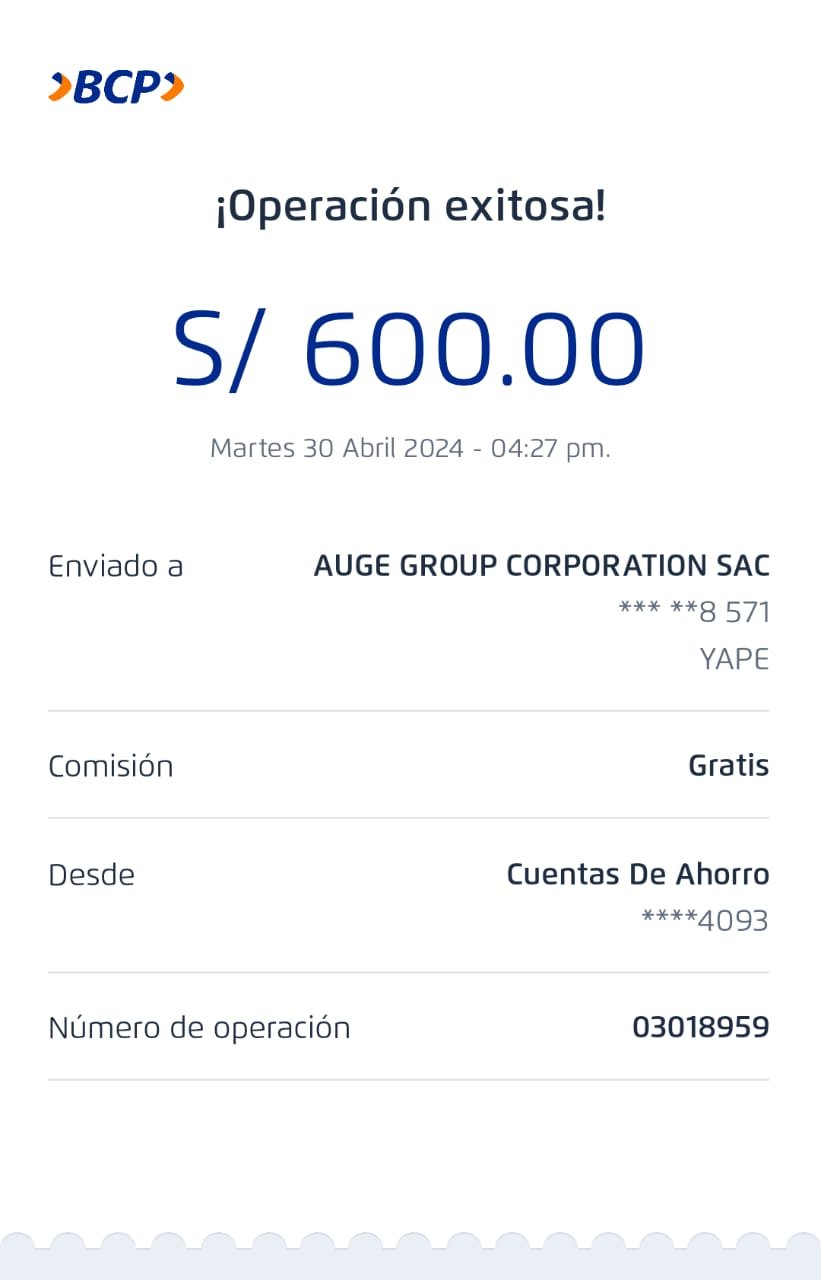 BCP
¡Operación exitosa!
S/ 600.00
Martes 30 Abril 2024 - 04:27 pm.
Enviado a AUGE GROUP CORPORATION SAC
*** **8 571
YAPE
Comisión Gratis
Desde Cuentas De Ahorro
****4093
Número de operación 03018959